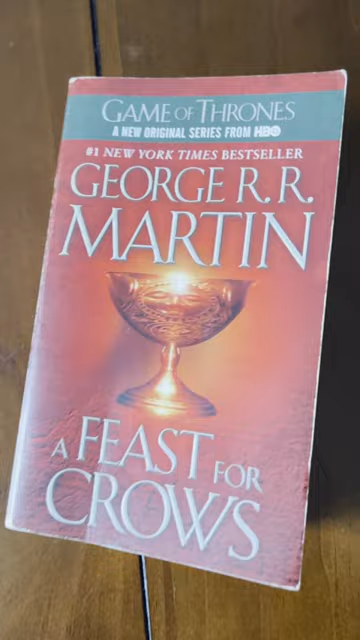 GAME OF THRONES
A NEW ORIGINAL SERIES FROM HBO
#1 NEW YORK TIMES BESTSELLER
GEORGE R. R.
MARTIN
A FEAST FOR
CROWS